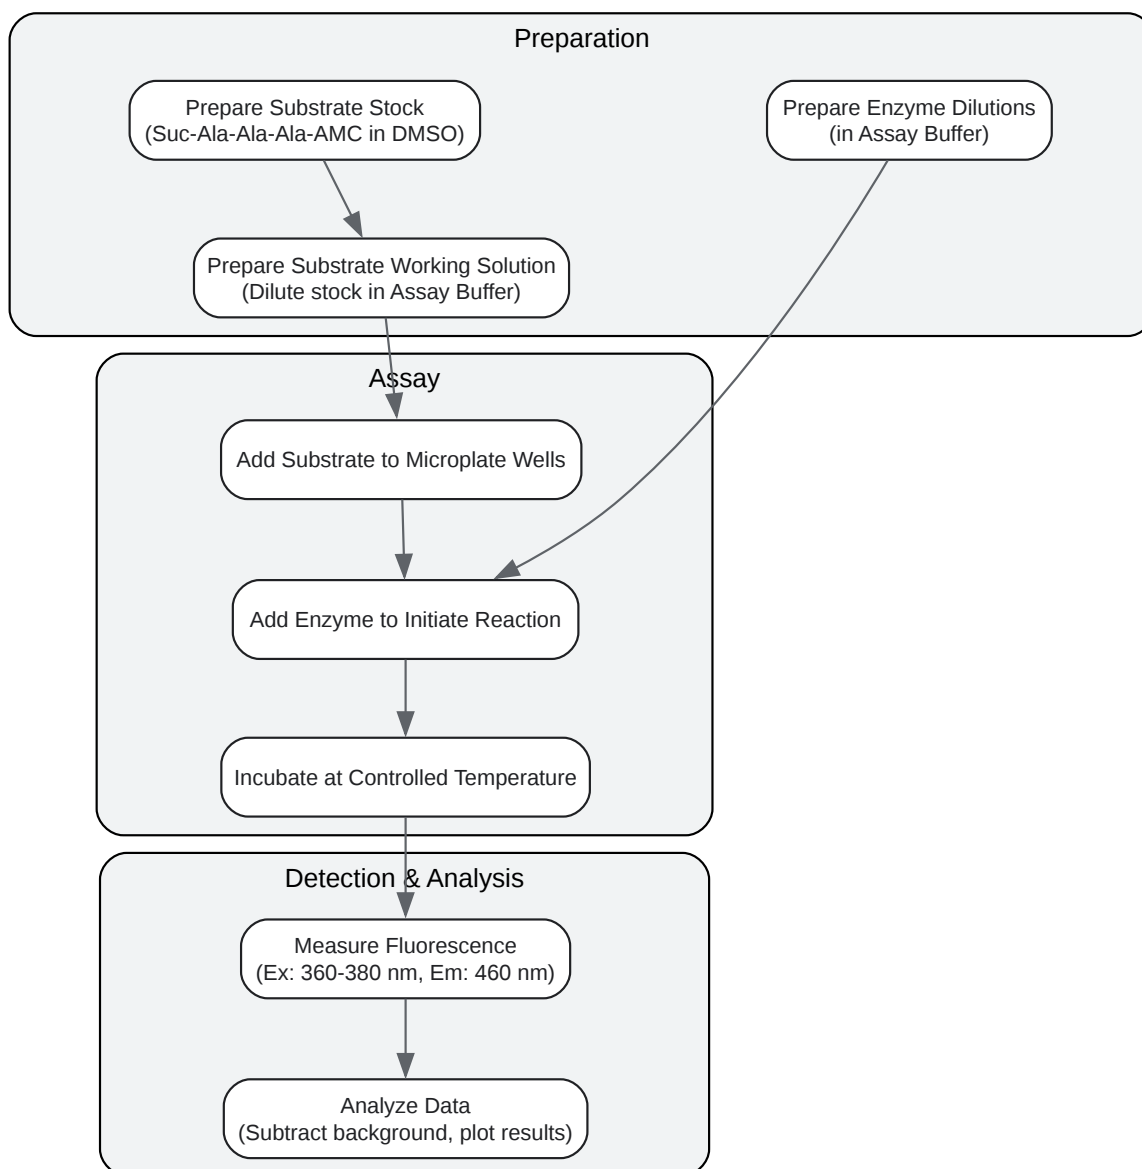 Preparation
Prepare Substrate Stock
(Suc-Ala-Ala-Ala-AMC in DMSO)
Prepare Enzyme Dilutions
(in Assay Buffer)
Prepare Substrate Working Solution
(Dilute stock in Assay Buffer)
Assay
Add Substrate to Microplate Wells
Add Enzyme to Initiate Reaction
Incubate at Controlled Temperature
Detection & Analysis
Measure Fluorescence
(Ex: 360-380 nm, Em: 460 nm)
Analyze Data
(Subtract background, plot results)